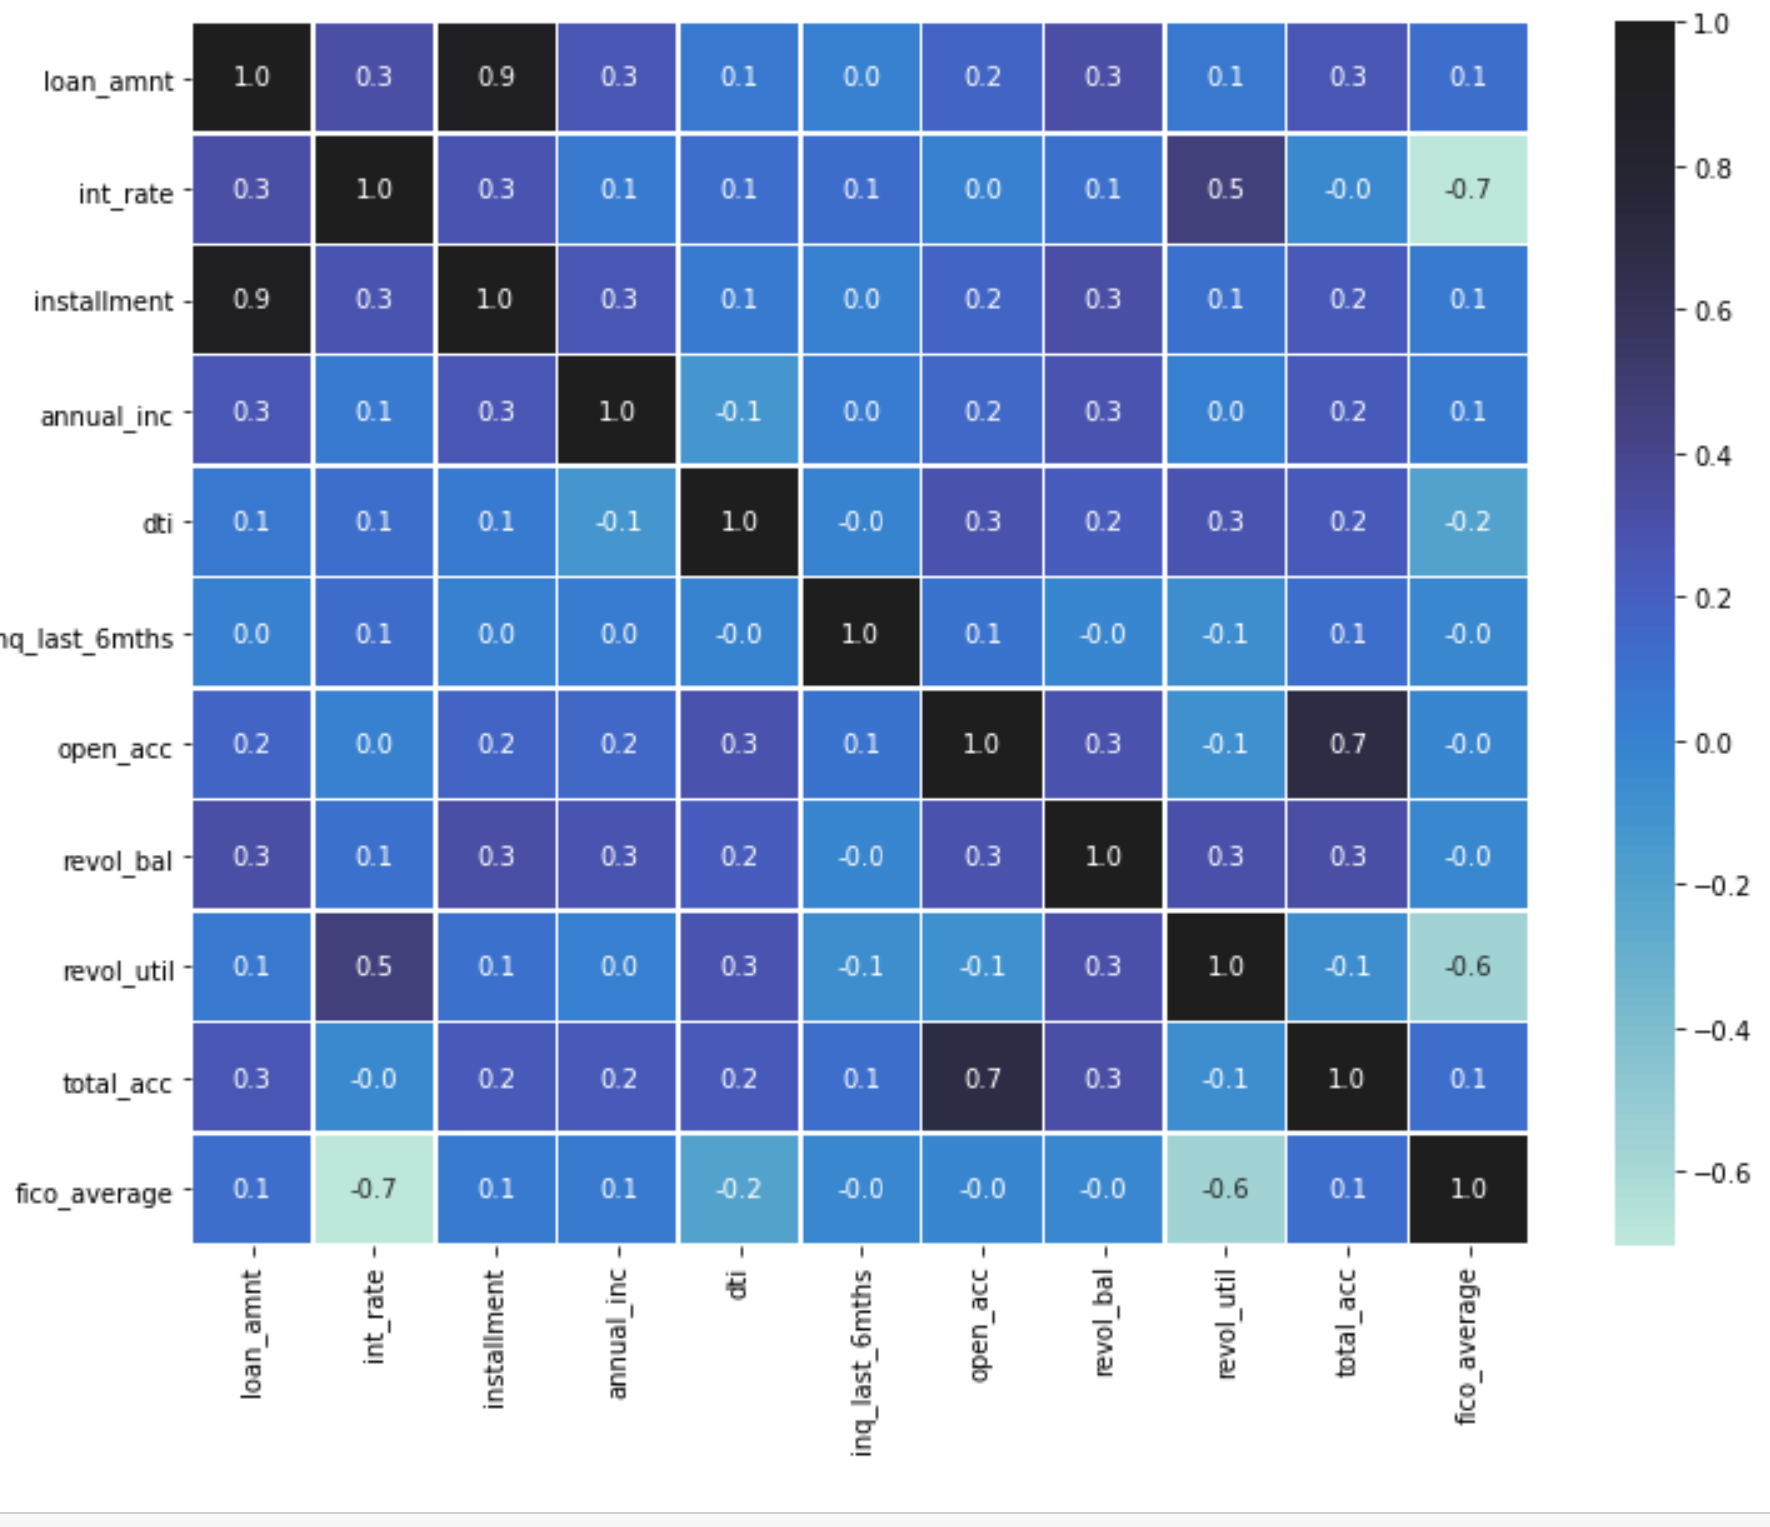 loan_amnt 1.0 0.3 0.9 0.3 0.1 0.0 0.2 0.3 0.1 0.3 0.1
int_rate 0.3 1.0 0.3 0.1 0.1 0.1 0.0 0.1 0.5 -0.0 -0.7
installment 0.9 0.3 1.0 0.3 0.1 0.0 0.2 0.3 0.1 0.2 0.1
annual_inc 0.3 0.1 0.3 1.0 -0.1 0.0 0.2 0.3 0.0 0.2 0.1
dti 0.1 0.1 0.1 -0.1 1.0 -0.0 0.3 0.2 0.3 0.2 -0.2
nq_last_6mths 0.0 0.1 0.0 0.0 -0.0 1.0 0.1 -0.0 -0.1 0.1 -0.0
open_acc 0.2 0.0 0.2 0.2 0.3 0.1 1.0 0.3 -0.1 0.7 -0.0
revol_bal 0.3 0.1 0.3 0.3 0.2 -0.0 0.3 1.0 0.3 0.3 -0.0
revol_util 0.1 0.5 0.1 0.0 0.3 -0.1 -0.1 0.3 1.0 -0.1 -0.6
total_acc 0.3 -0.0 0.2 0.2 0.2 0.1 0.7 0.3 -0.1 1.0 0.1
fico_average 0.1 -0.7 0.1 0.1 -0.2 -0.0 -0.0 -0.0 -0.6 0.1 1.0
loan_amnt
int_rate
installment
annual_inc
dti
inq_last_6mths
open_acc
revol_bal
revol_util
total_acc
fico_average
1.0
0.8
0.6
0.4
0.2
0.0
−0.2
−0.4
−0.6